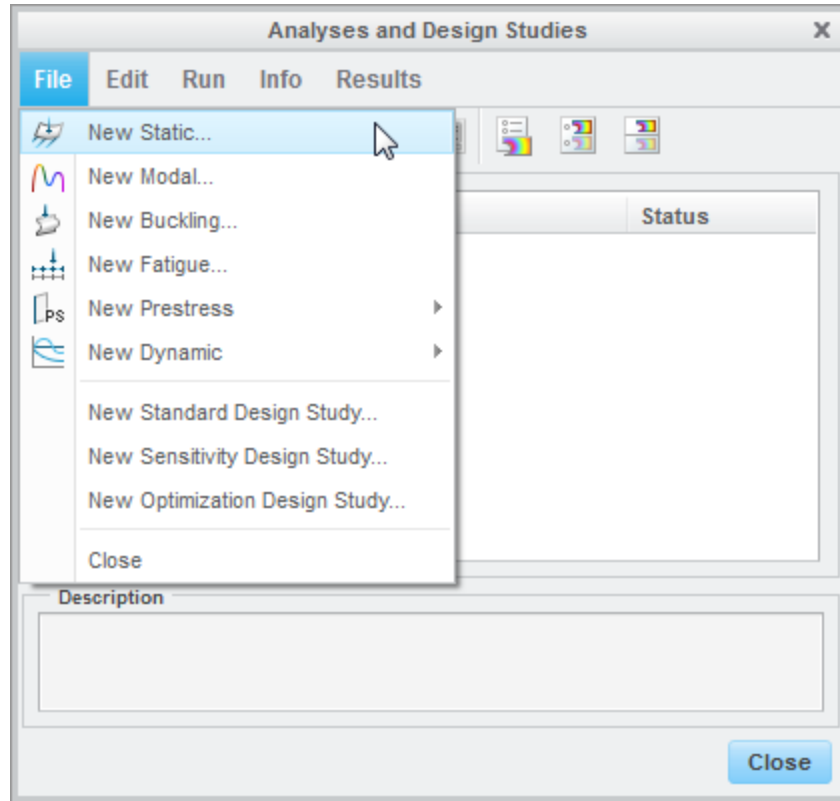 Analyses and Design Studies
File Edit Run Info Results
New Static...
New Modal...
Status
New Buckling...
New Fatigue...
PS New Prestress
New Dynamic
New Standard Design Study...
New Sensitivity Design Study...
New Optimization Design Study...
Close
Description
Close